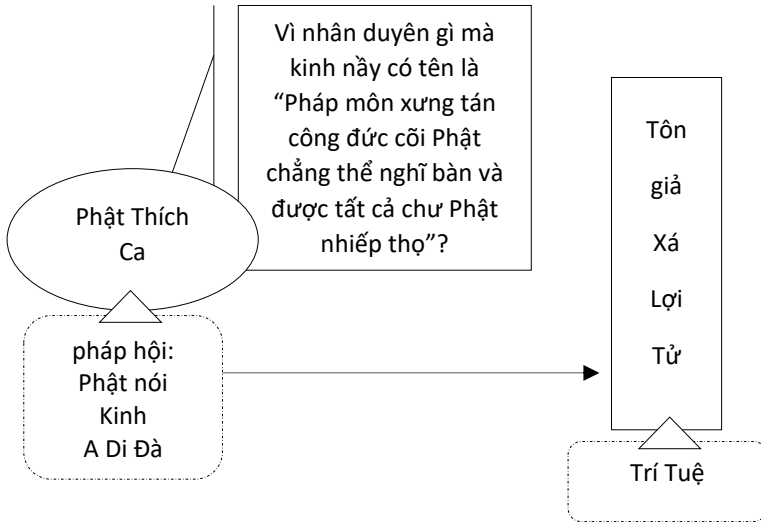 Vì nhân duyên gì mà
kinh nầy có tên là
“Pháp môn xưng tán
công đức cõi Phật
chẳng thể nghĩ bàn và
được tất cả chư Phật
nhiếp thọ”?
Phật Thích
Ca
pháp hội:
Phật nói
Kinh
A Di Đà
Tôn
giả
Xá
Lợi
Tử
Trí Tuệ